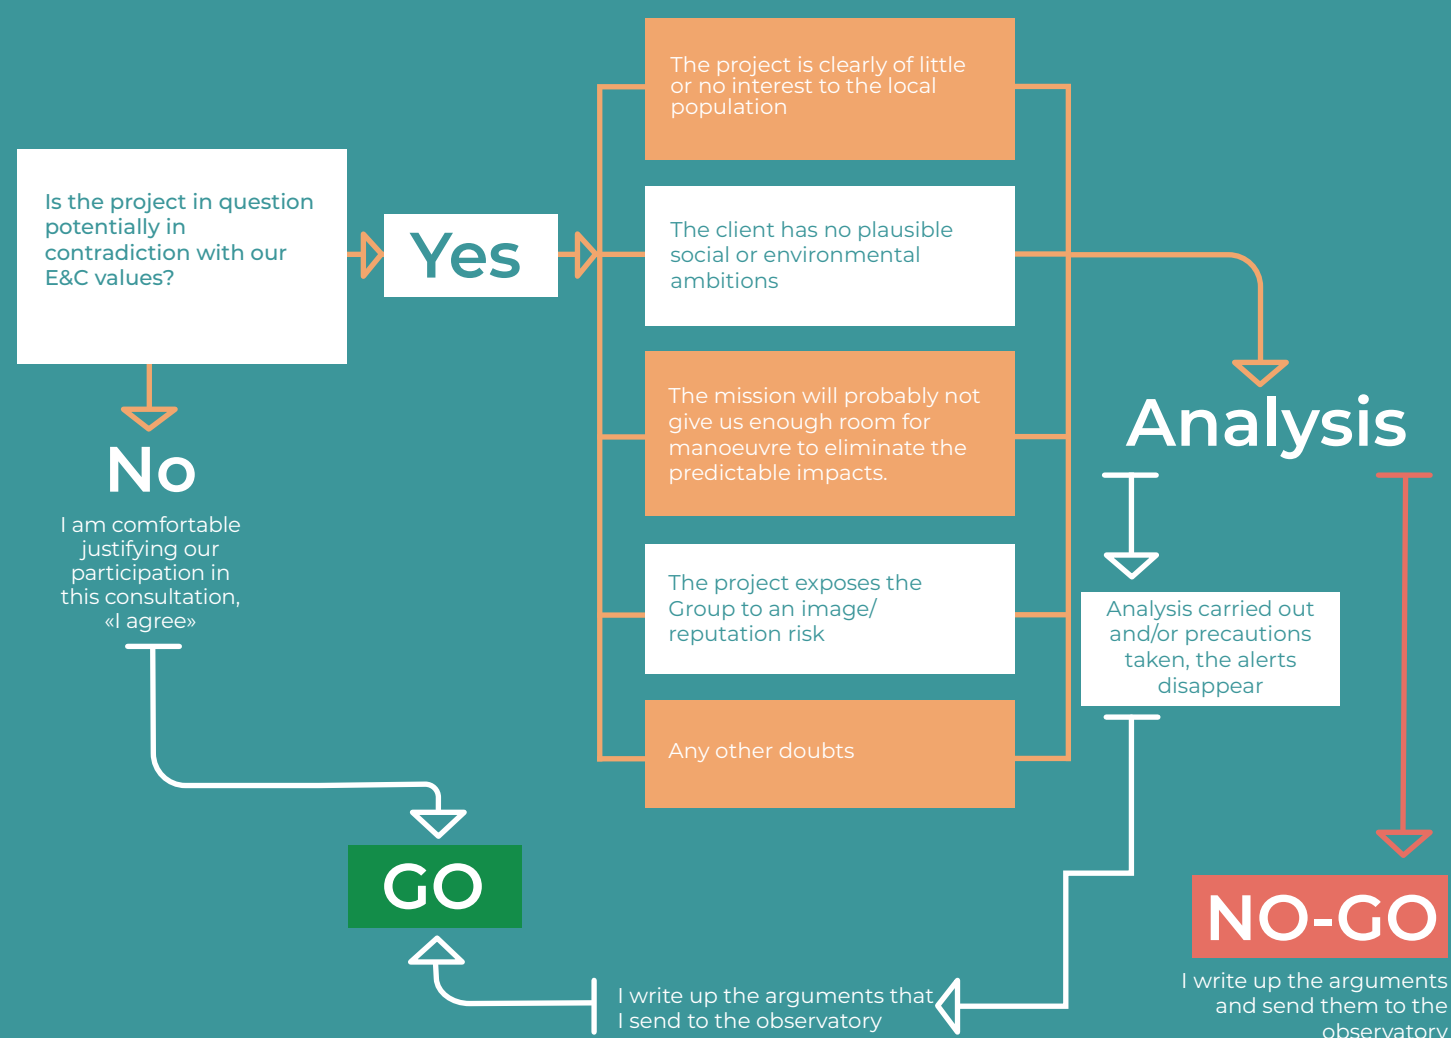 Is the project in question
potentially in
contradiction with our
E&C values?
Yes
No
I am comfortable
justifying our
participation in
this consultation,
«I agree»
The project is clearly of little
or no interest to the local
population
The client has no plausible
social or environmental
ambitions
The mission will probably not
give us enough room for
manoeuvre to eliminate the
predictable impacts.
The project exposes the
Group to an image/
reputation risk
Any other doubts
Analysis
Analysis carried out
and/or precautions
taken, the alerts
disappear
GO
I write up the arguments that
I send to the observatory
NO-GO
I write up the arguments
and send them to the
observatory